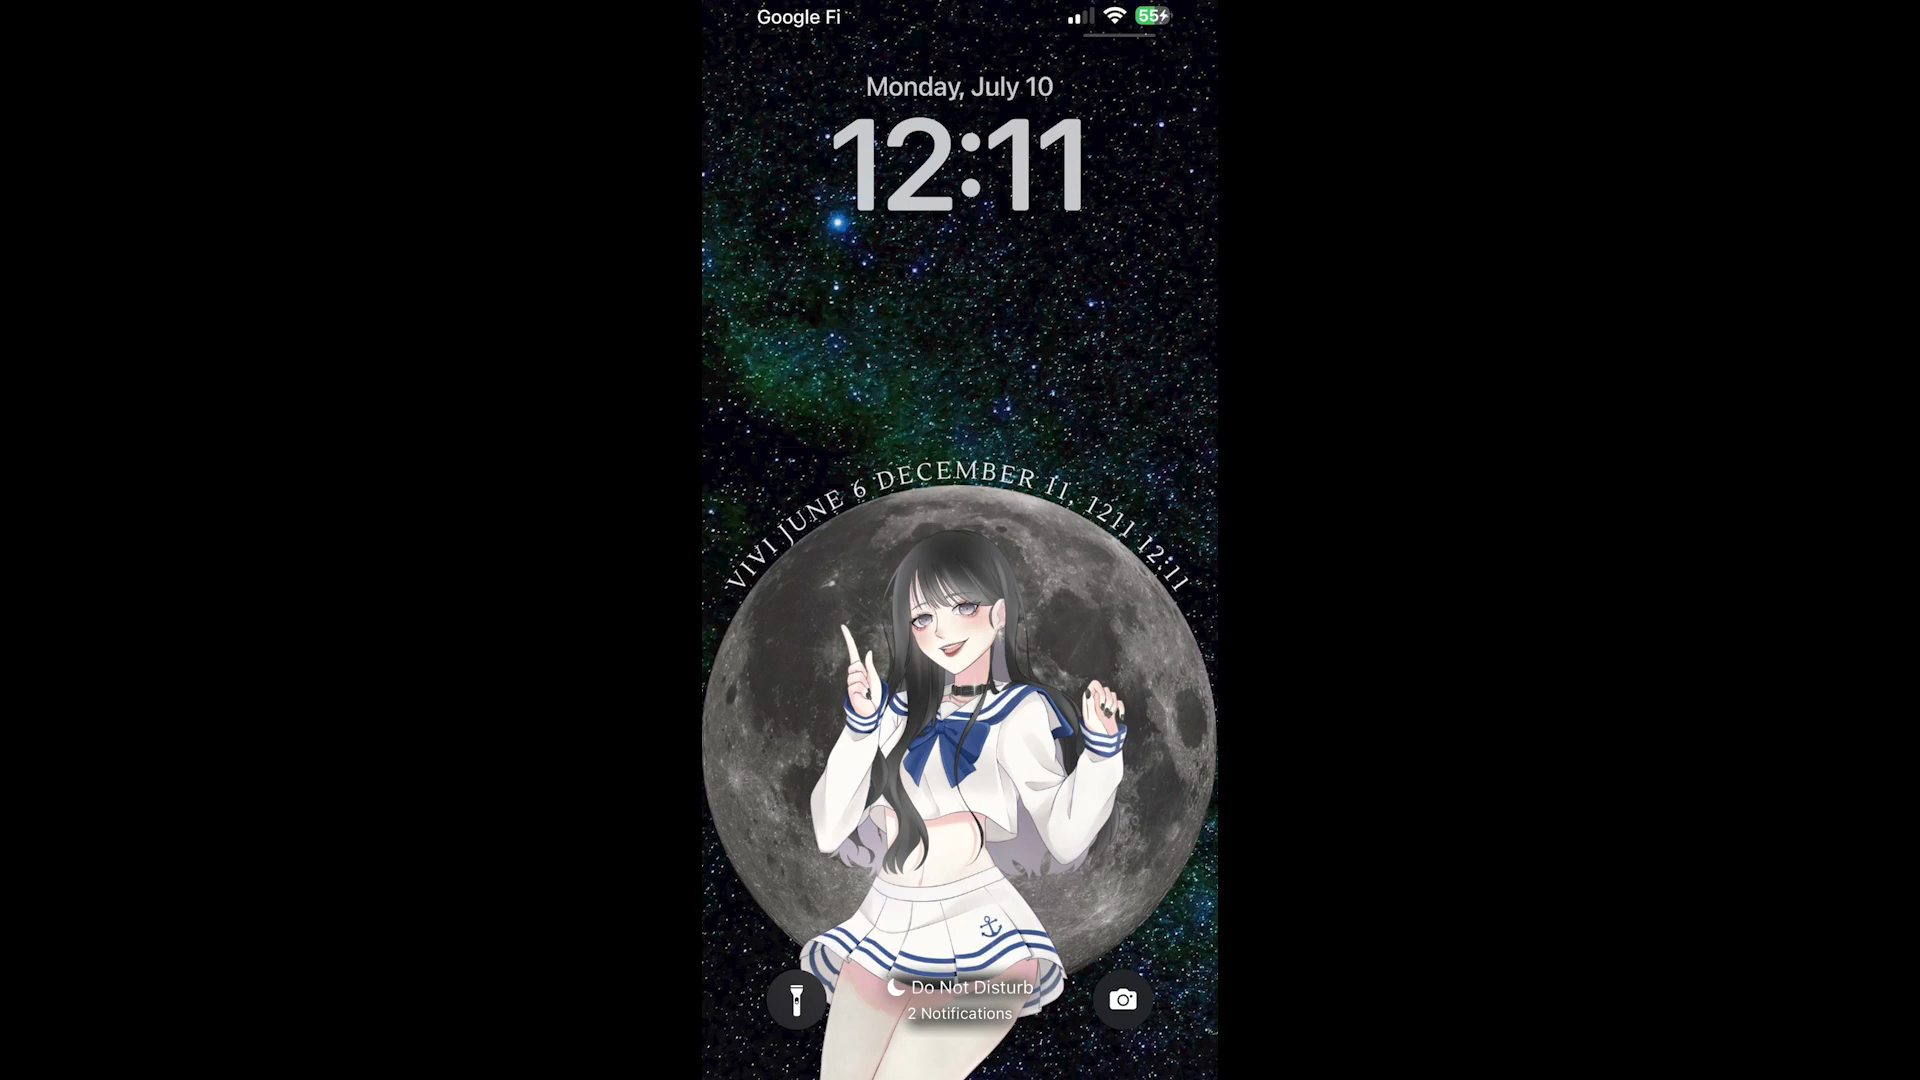 Google Fi
55
Monday, July 10
12:11
VIVI JUNE 6 DECEMBER 11, 1211 12:11
Do Not Disturb
2 Notifications